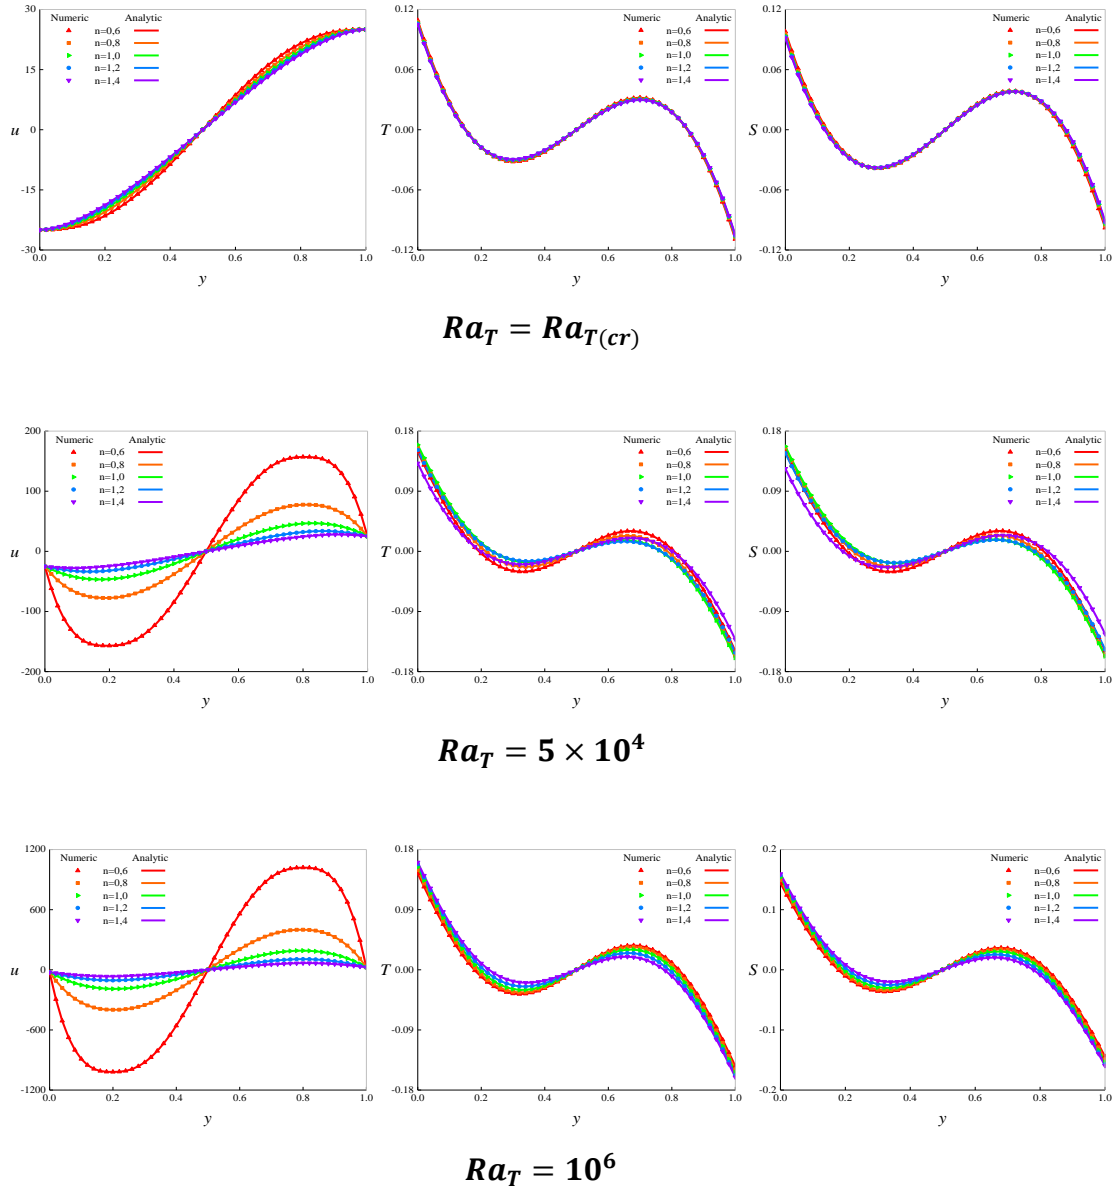 30
15
0
-15
-30
u
Numeric Analytic
n=0,6
n=0,8
n=1,0
n=1,2
n=1,4
0.0 0.2 0.4 0.6 0.8 1.0
y
0.12
0.06
0.00
-0.06
-0.12
T
Numeric Analytic
n=0,6
n=0,8
n=1,0
n=1,2
n=1,4
0.0 0.2 0.4 0.6 0.8 1.0
y
0.12
0.06
0.00
-0.06
-0.12
S
Numeric Analytic
n=0,6
n=0,8
n=1,0
n=1,2
n=1,4
0.0 0.2 0.4 0.6 0.8 1.0
y
Ra_T = Ra_T(cr)
200
100
0
-100
200
u
Numeric Analytic
n=0,6
n=0,8
n=1,0
n=1,2
n=1,4
0.0 0.2 0.4 0.6 0.8 1.0
y
0.18
0.09
0.00
-0.09
-0.18
T
Numeric Analytic
n=0,6
n=0,8
n=1,0
n=1,2
n=1,4
0.0 0.2 0.4 0.6 0.8 1.0
y
0.18
0.09
0.00
-0.09
-0.18
S
Numeric Analytic
n=0,6
n=0,8
n=1,0
n=1,2
n=1,4
0.0 0.2 0.4 0.6 0.8 1.0
y
Ra_T = 5 × 10⁴
1200
600
0
-600
-1200
u
Numeric Analytic
n=0,6
n=0,8
n=1,0
n=1,2
n=1,4
0.0 0.2 0.4 0.6 0.8 1.0
y
0.18
0.09
0.00
-0.09
-0.18
T
Numeric Analytic
n=0,6
n=0,8
n=1,0
n=1,2
n=1,4
0.0 0.2 0.4 0.6 0.8 1.0
y
0.2
0.1
0.0
-0.1
-0.2
S
Numeric Analytic
n=0,6
n=0,8
n=1,0
n=1,2
n=1,4
0.0 0.2 0.4 0.6 0.8 1.0
y
Ra_T = 10⁶